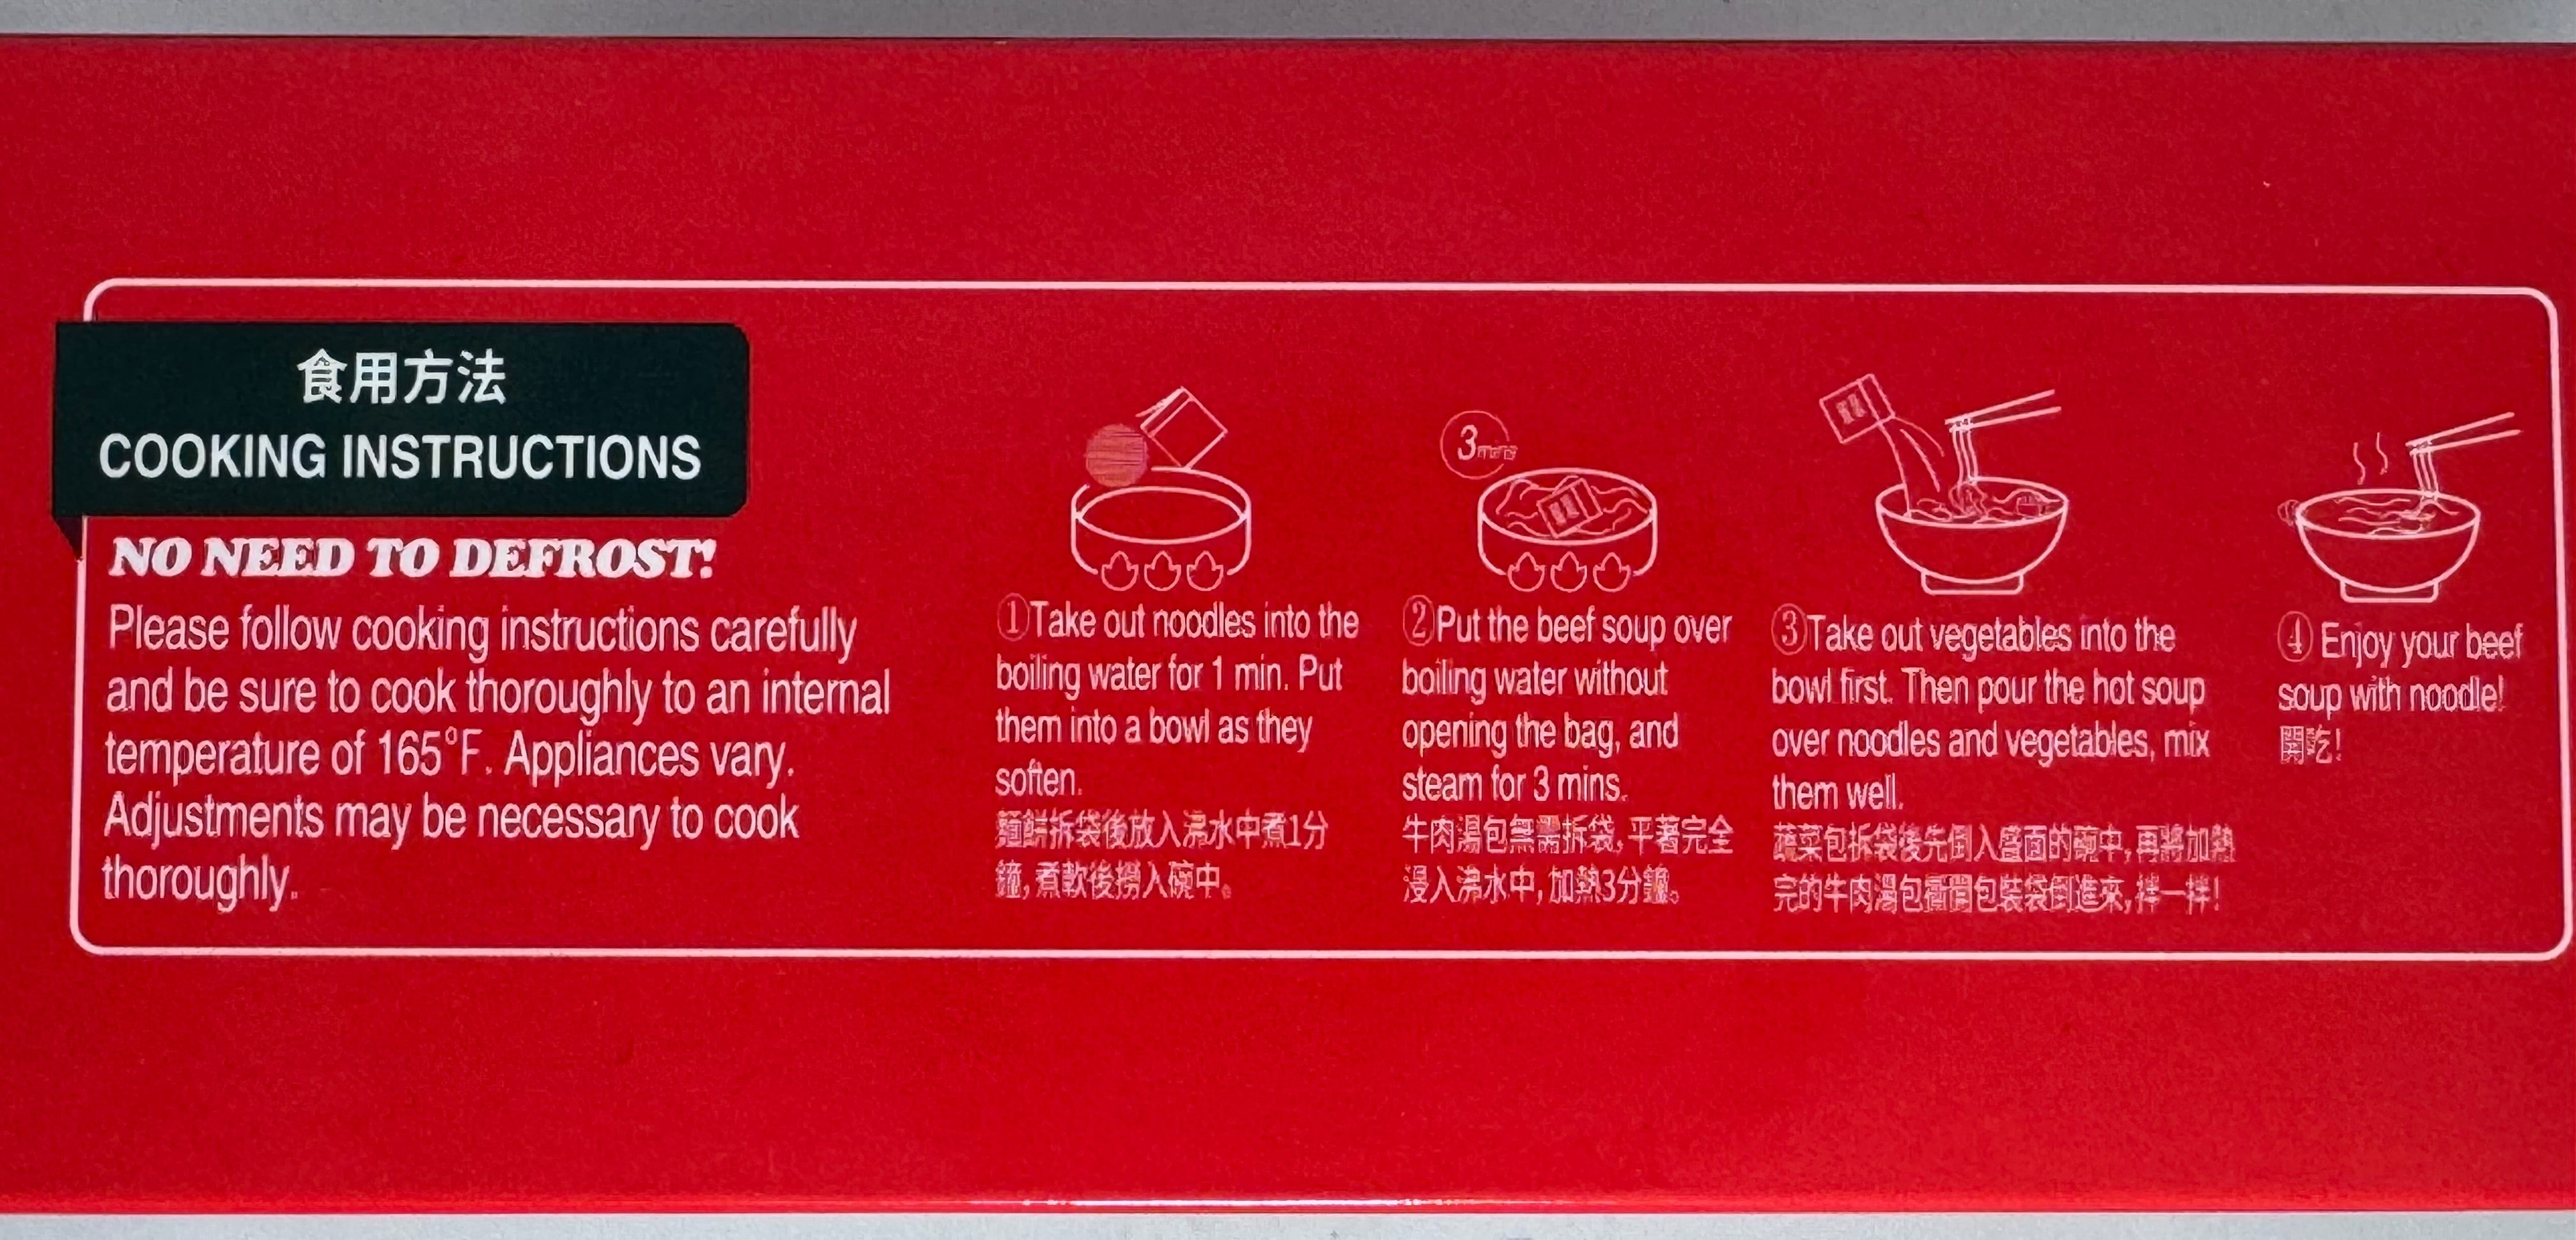 食用方法
COOKING INSTRUCTIONS
NO NEED TO DEFROST!
Please follow cooking instructions carefully
and be sure to cook thoroughly to an internal
temperature of 165°F. Appliances vary.
Adjustments may be necessary to cook
thoroughly.
①Take out noodles into the
boiling water for 1 min. Put
them into a bowl as they
soften.
麵餅拆袋後放入沸水中煮1分
鐘,煮軟後撈入碗中。
3
②Put the beef soup over
boiling water without
opening the bag, and
steam for 3 mins.
牛肉湯包無需拆袋,平著完全
浸入沸水中,加熱3分鐘。
③Take out vegetables into the
bowl first. Then pour the hot soup
over noodles and vegetables, mix
them well.
蔬菜包拆袋後先倒入盛面的碗中,再將加熱
完的牛肉湯包包裝袋倒進來,拌一拌!
④ Enjoy your beef
soup with noodle!
開吃!